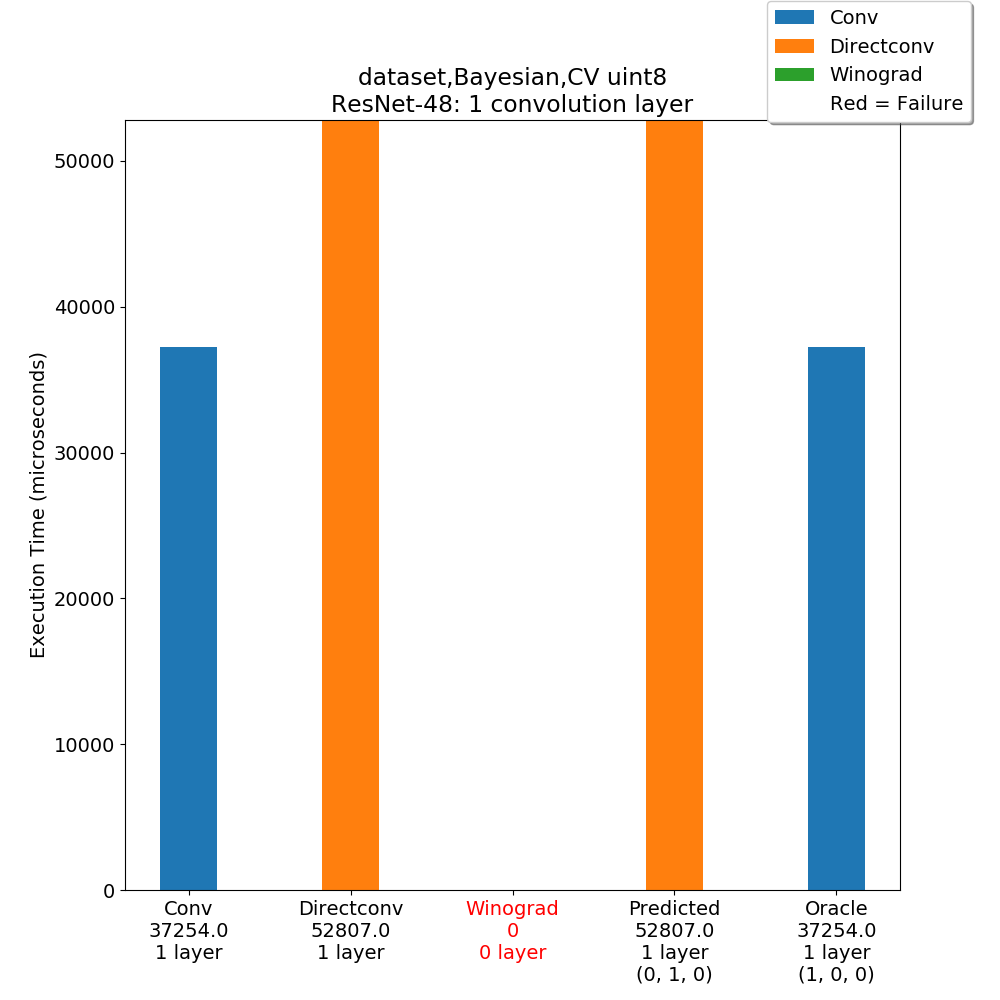 Conv
Directconv
Winograd
Red = Failure
dataset,Bayesian,CV uint8
ResNet-48: 1 convolution layer
Execution Time (microseconds)
50000
40000
30000
20000
10000
0
Conv
37254.0
1 layer
Directconv
52807.0
1 layer
Winograd
0
0 layer
Predicted
52807.0
1 layer
(0, 1, 0)
Oracle
37254.0
1 layer
(1, 0, 0)